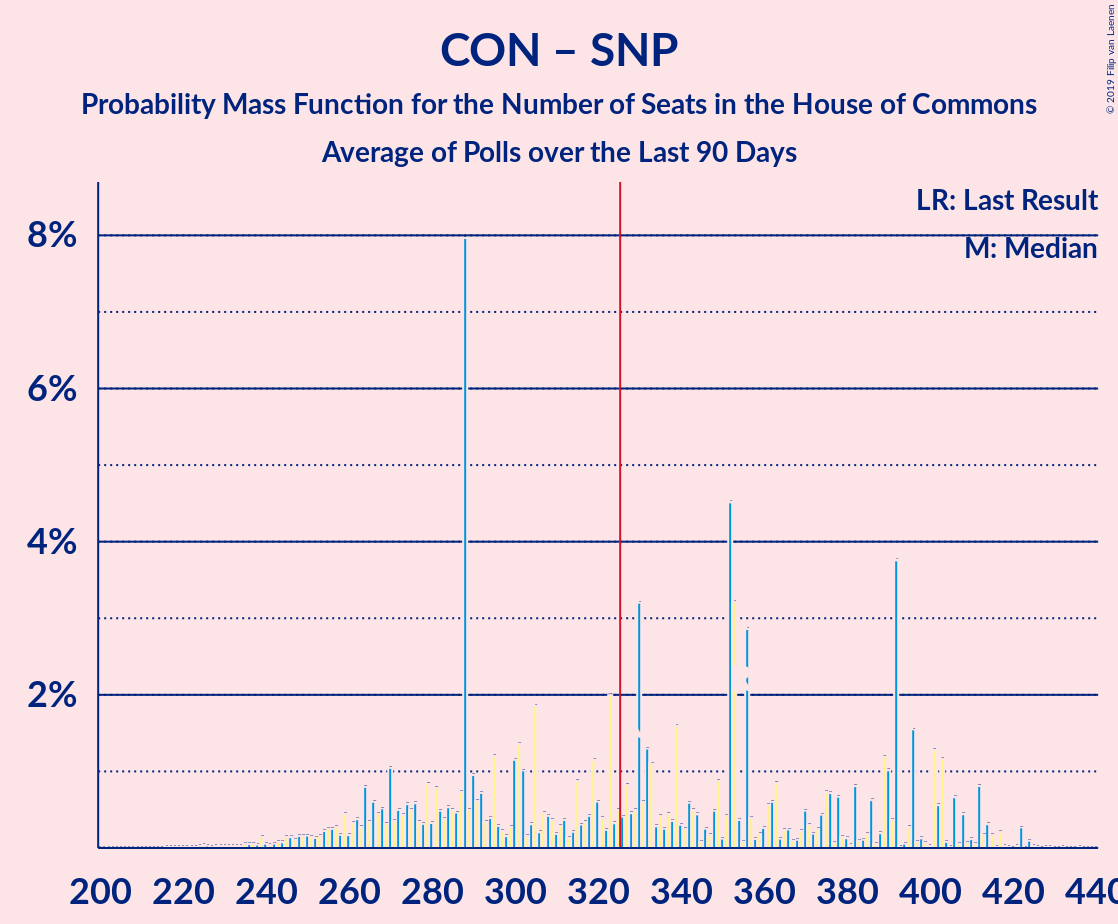 CON – SNP
Probability Mass Function for the Number of Seats in the House of Commons
Average of Polls over the Last 90 Days
© 2019 Filip van Laenen
LR: Last Result
M: Median
8%
6%
4%
2%
200 220 240 260 280 300 320 340 360 380 400 420 440